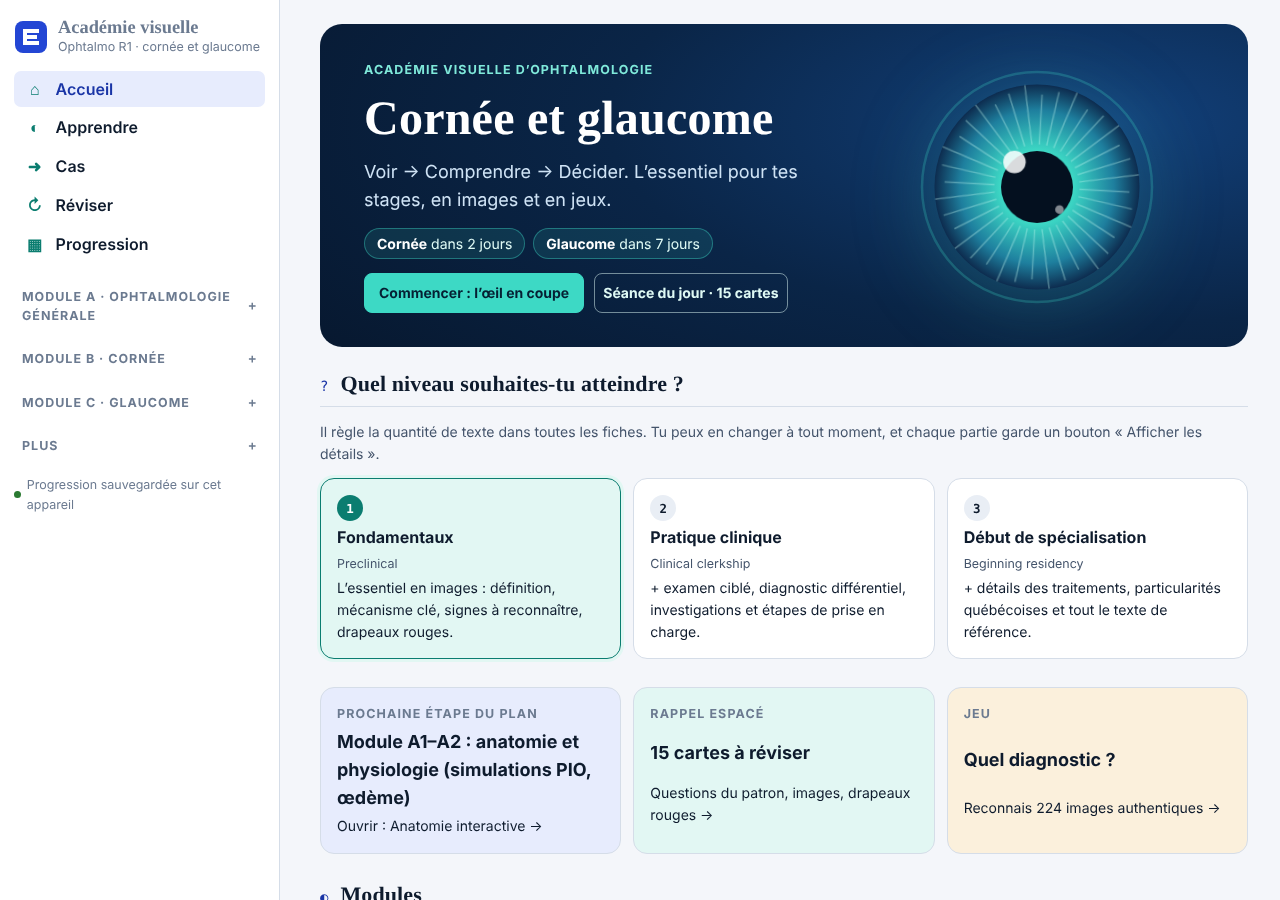 Académie visuelle
Ophtalmo R1 · cornée et glaucome
Accueil
Apprendre
Cas
Réviser
Progression
MODULE A · OPHTALMOLOGIE
GÉNÉRALE
+
MODULE B · CORNÉE
+
MODULE C · GLAUCOME
+
PLUS
+
Progression sauvegardée sur cet
appareil
ACADÉMIE VISUELLE D’OPHTALMOLOGIE
Cornée et glaucome
Voir → Comprendre → Décider. L’essentiel pour tes
stages, en images et en jeux.
Cornée dans 2 jours
Glaucome dans 7 jours
Commencer : l’œil en coupe
Séance du jour · 15 cartes
? Quel niveau souhaites-tu atteindre ?
Il règle la quantité de texte dans toutes les fiches. Tu peux en changer à tout moment, et chaque partie garde un bouton « Afficher les
détails ».
1
Fondamentaux
Preclinical
L’essentiel en images : définition,
mécanisme clé, signes à reconnaître,
drapeaux rouges.
2
Pratique clinique
Clinical clerkship
+ examen ciblé, diagnostic différentiel,
investigations et étapes de prise en
charge.
3
Début de spécialisation
Beginning residency
+ détails des traitements, particularités
québécoises et tout le texte de
référence.
PROCHAINE ÉTAPE DU PLAN
Module A1–A2 : anatomie et
physiologie (simulations PIO,
œdème)
Ouvrir : Anatomie interactive →
RAPPEL ESPACÉ
15 cartes à réviser
Questions du patron, images, drapeaux
rouges →
JEU
Quel diagnostic ?
Reconnais 224 images authentiques →
Modules